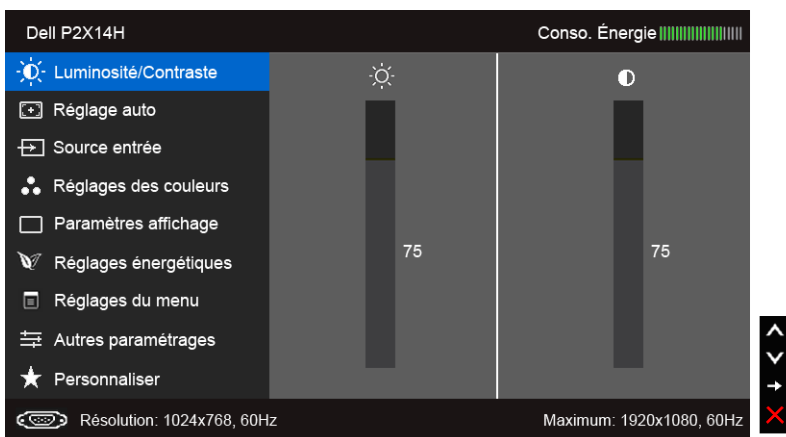 Dell P2X14H
Conso. Énergie
Luminosité/Contraste
Réglage auto
Source entrée
Réglages des couleurs
Paramètres affichage
Réglages énergétiques
Réglages du menu
Autres paramétrages
Personnaliser
75
75
Résolution: 1024x768, 60Hz
Maximum: 1920x1080, 60Hz